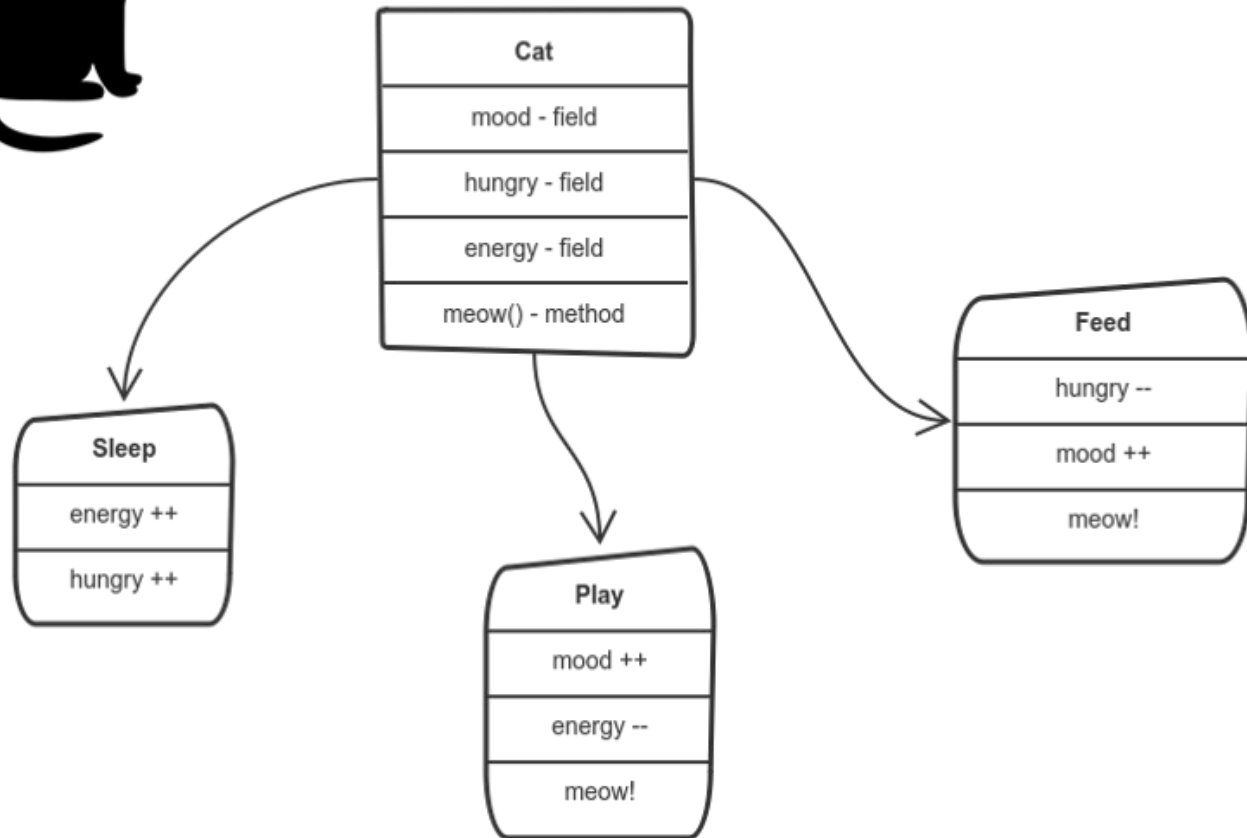 Cat
mood - field
hungry - field
energy - field
meow() - method
Sleep
energy ++
hungry ++
Play
mood ++
energy --
meow!
Feed
hungry --
mood ++
meow!